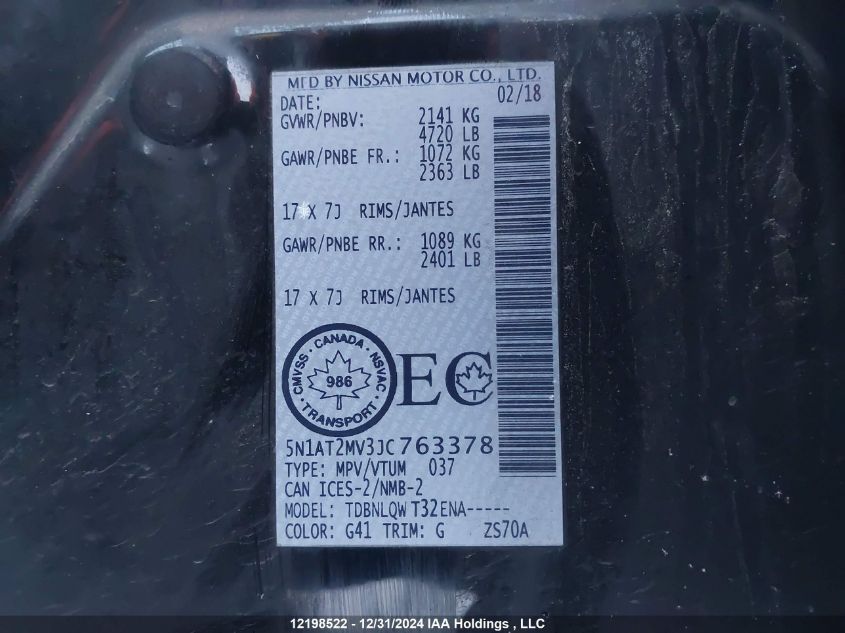 MFD BY NISSAN MOTOR CO., LTD.
DATE: 02/18
GVWR/PNBV: 2141 KG
4720 LB
GAWR/PNBE FR.: 1072 KG
2363 LB
17 X 7J RIMS/JANTES
GAWR/PNBE RR.: 1089 KG
2401 LB
17 X 7J RIMS/JANTES
CMVSS · CANADA · NSVAC
986
· TRANSPORT ·
EC
5N1AT2MV3JC763378
TYPE: MPV/VTUM 037
CAN ICES-2/NMB-2
MODEL: TDBNLQW T32ENA-----
COLOR: G41 TRIM: G ZS70A
12198522 - 12/31/2024 IAA Holdings , LLC